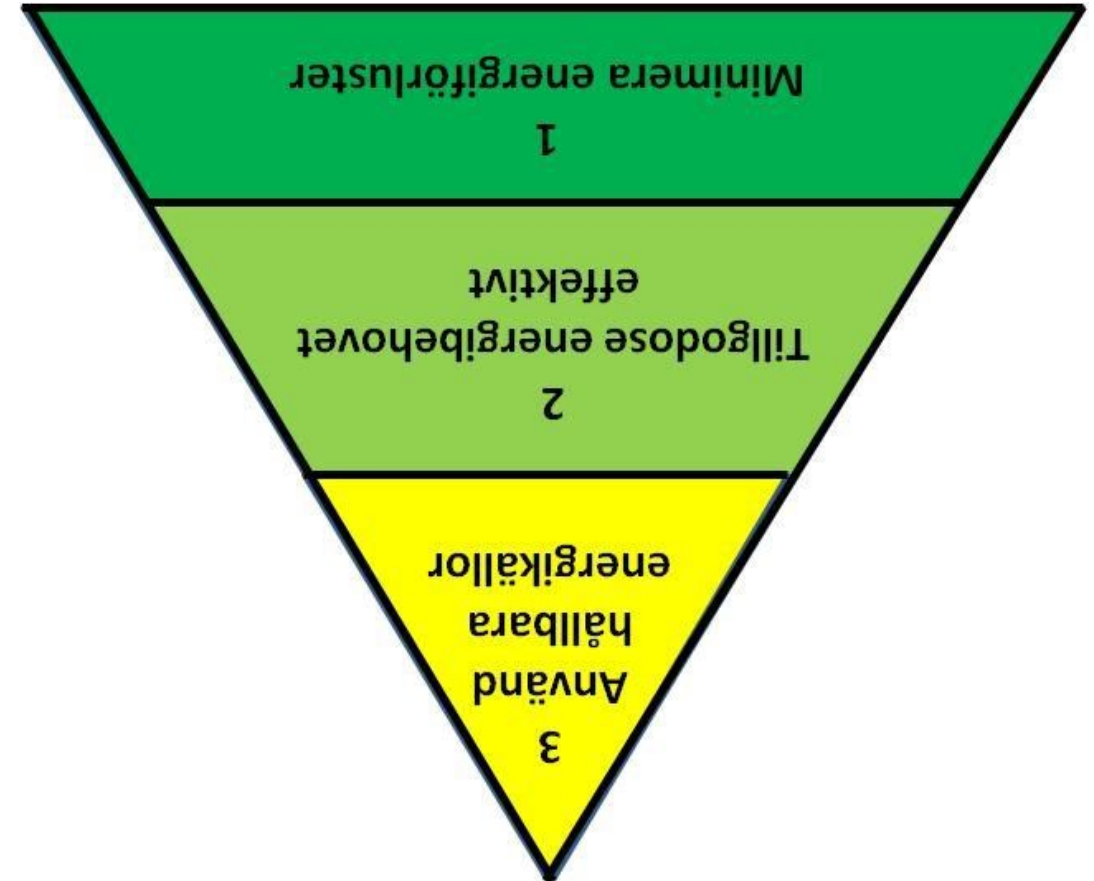 3
Använd
hållbara
energikällor
2
Tillgodose energibehovet
effektivt
1
Minimera energiförluster